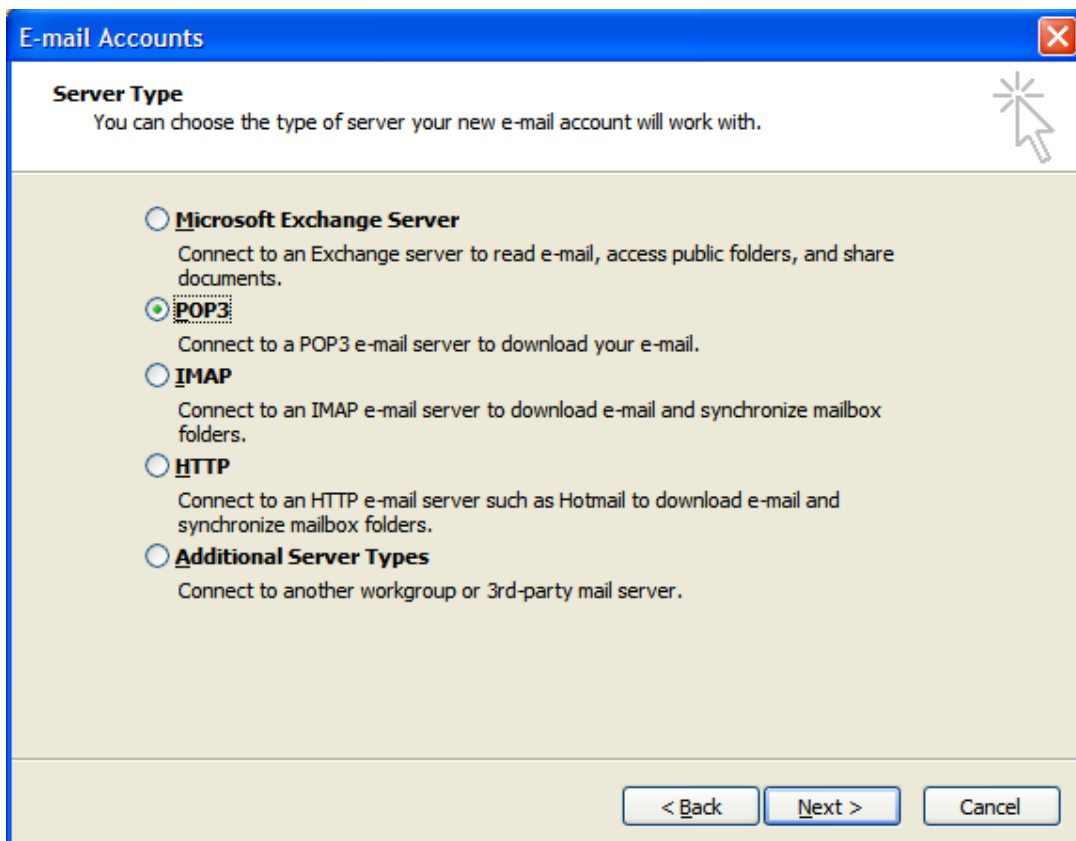 E-mail Accounts
Server Type
You can choose the type of server your new e-mail account will work with.
Microsoft Exchange Server
Connect to an Exchange server to read e-mail, access public folders, and share
documents.
POP3
Connect to a POP3 e-mail server to download your e-mail.
IMAP
Connect to an IMAP e-mail server to download e-mail and synchronize mailbox
folders.
HTTP
Connect to an HTTP e-mail server such as Hotmail to download e-mail and
synchronize mailbox folders.
Additional Server Types
Connect to another workgroup or 3rd-party mail server.
< Back Next > Cancel